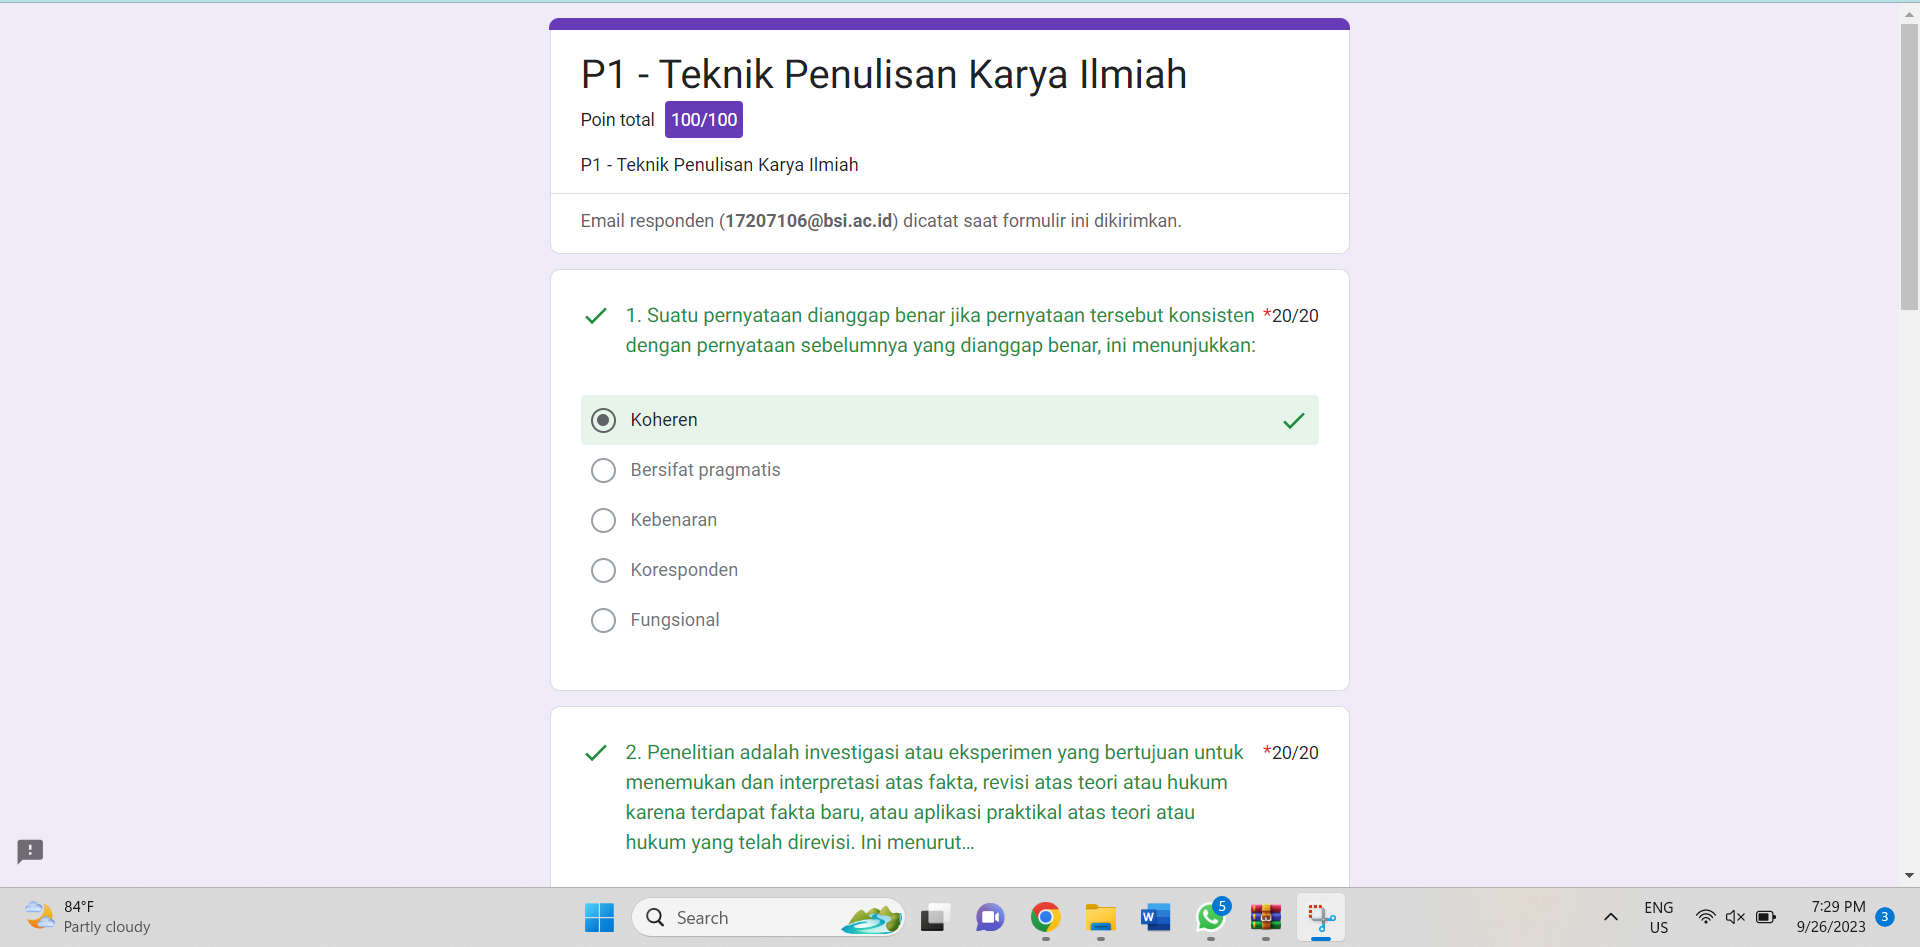 P1 - Teknik Penulisan Karya Ilmiah
Poin total 100/100
P1 - Teknik Penulisan Karya Ilmiah
Email responden (17207106@bsi.ac.id) dicatat saat formulir ini dikirimkan.
1. Suatu pernyataan dianggap benar jika pernyataan tersebut konsisten *20/20
dengan pernyataan sebelumnya yang dianggap benar, ini menunjukkan:
Koheren
Bersifat pragmatis
Kebenaran
Koresponden
Fungsional
2. Penelitian adalah investigasi atau eksperimen yang bertujuan untuk *20/20
menemukan dan interpretasi atas fakta, revisi atas teori atau hukum
karena terdapat fakta baru, atau aplikasi praktikal atas teori atau
hukum yang telah direvisi. Ini menurut...
84°F
Partly cloudy
Search
W
5
ENG
US
7:29 PM
9/26/2023
3